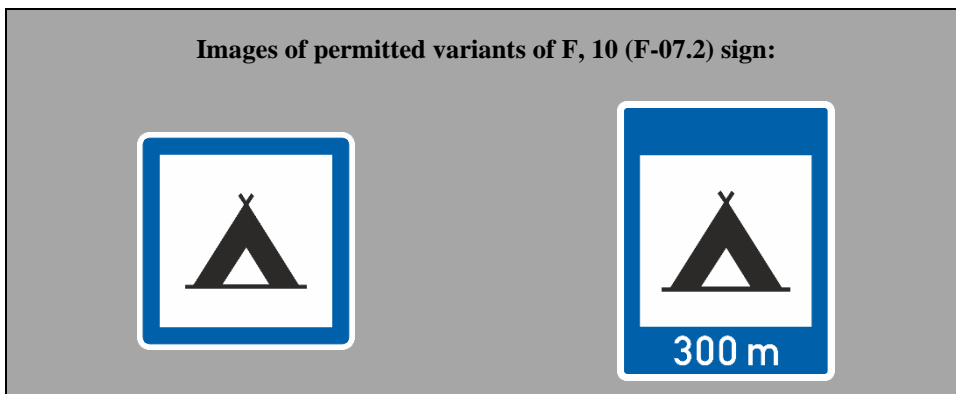 Images of permitted variants of F, 10 (F-07.2) sign:
300 m